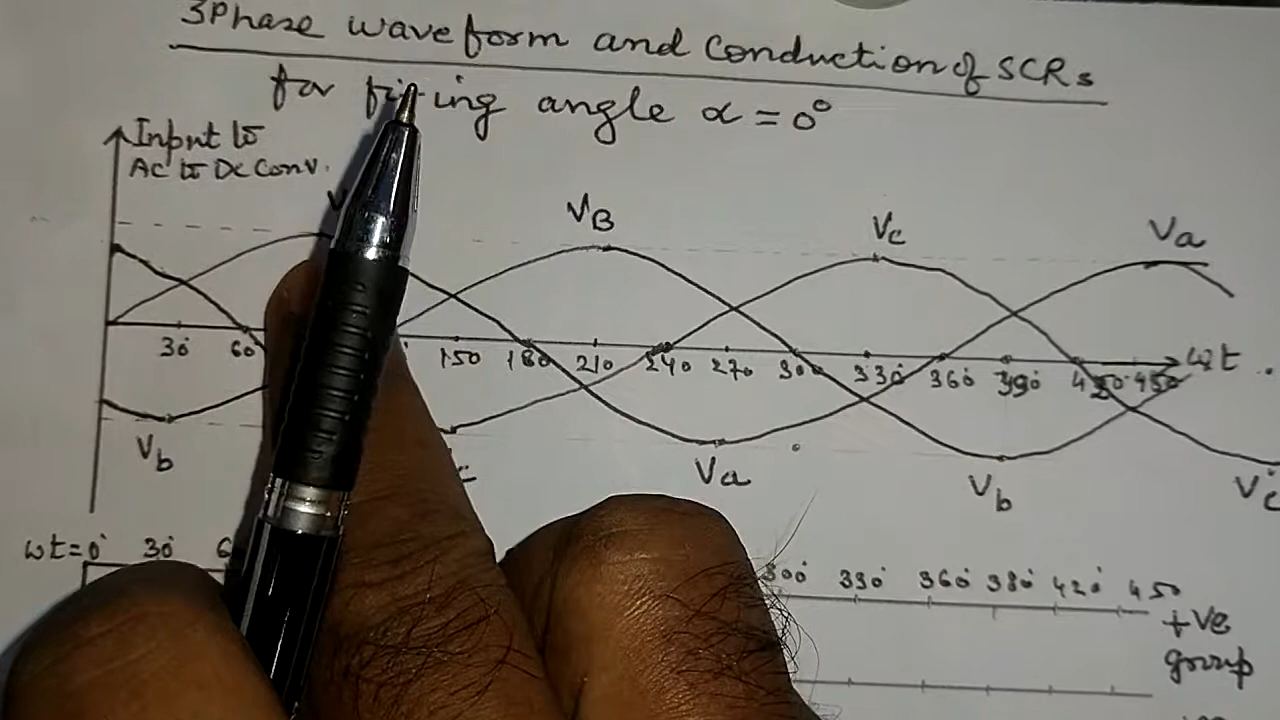 3Phase waveform and conduction of SCRs
for firing angle α = 0°
Input to
AC to DC Conv.
V
VB
Vc
Va
30° 60 150 180 210 240 270 300 330 360 390 420 450 ωt
Vb
Va
Vb
Vc
ωt=0° 30° 6 300° 330° 360° 380° 420° 450
+ve
group